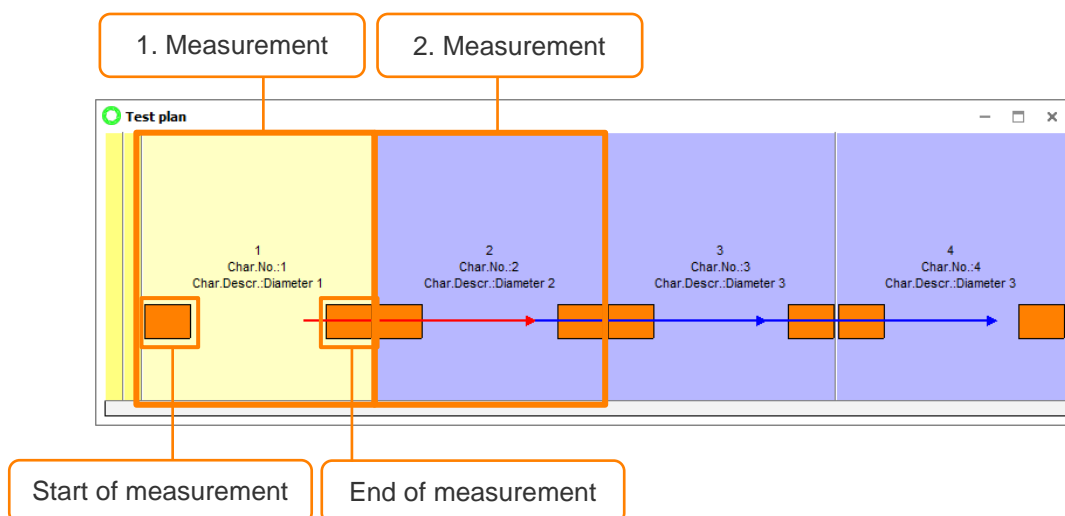 1. Measurement
2. Measurement
Test plan
1
Char.No.:1
Char.Descr.:Diameter 1
2
Char.No.:2
Char.Descr.:Diameter 2
3
Char.No.:3
Char.Descr.:Diameter 3
4
Char.No.:4
Char.Descr.:Diameter 3
Start of measurement
End of measurement